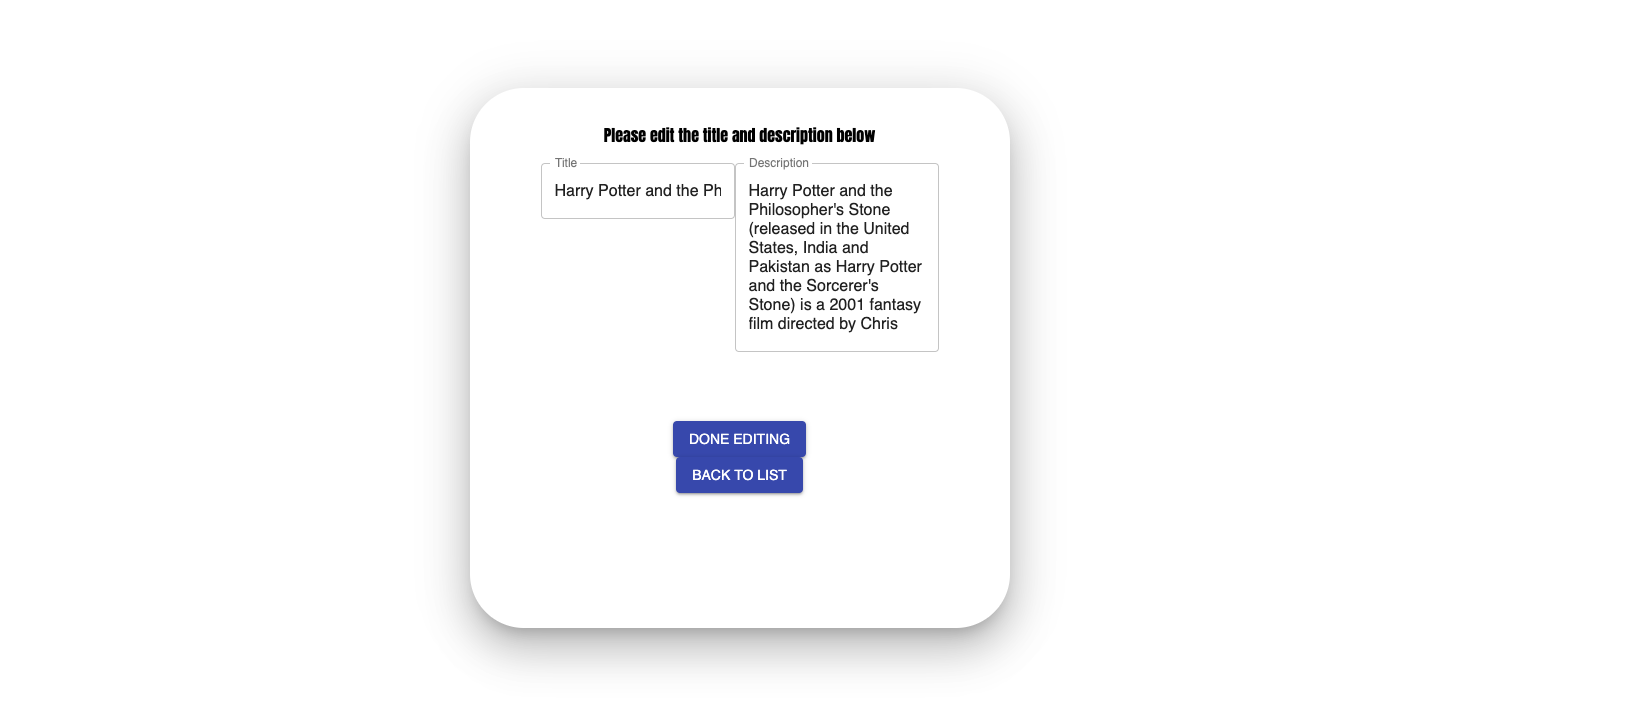 Please edit the title and description below
Title
Harry Potter and the Ph
Description
Harry Potter and the
Philosopher's Stone
(released in the United
States, India and
Pakistan as Harry Potter
and the Sorcerer's
Stone) is a 2001 fantasy
film directed by Chris
DONE EDITING
BACK TO LIST